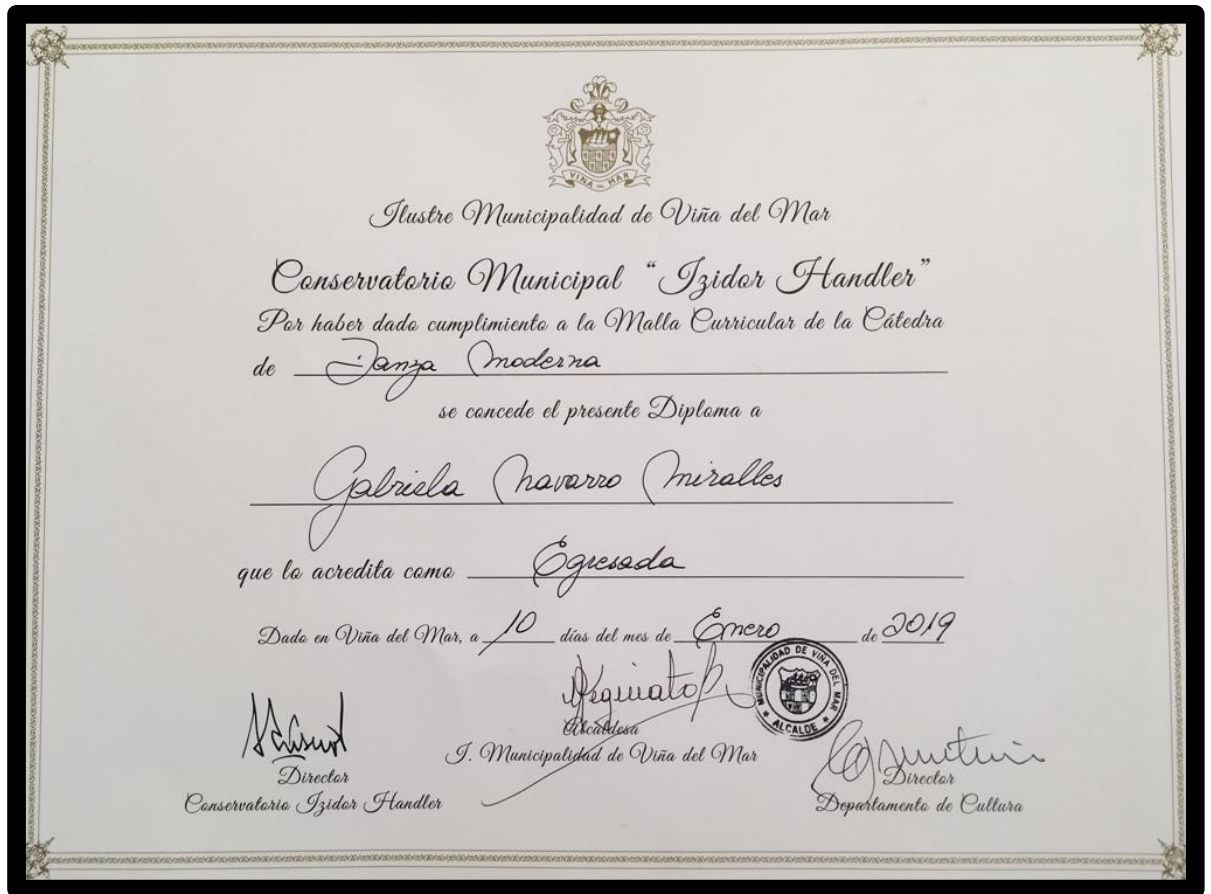 VIÑA DEL MAR
Ilustre Municipalidad de Viña del Mar
Conservatorio Municipal “Izidor Handler”
Por haber dado cumplimiento a la Malla Curricular de la Cátedra
de Danza Moderna
se concede el presente Diploma a
Gabriela Navarro Miralles
que lo acredita como Egresada
Dado en Viña del Mar, a 10 días del mes de Enero de 2019
MUNICIPALIDAD DE VIÑA DEL MAR
ALCALDE
Alcaldesa
I. Municipalidad de Viña del Mar
Director
Conservatorio Izidor Handler
Director
Departamento de Cultura